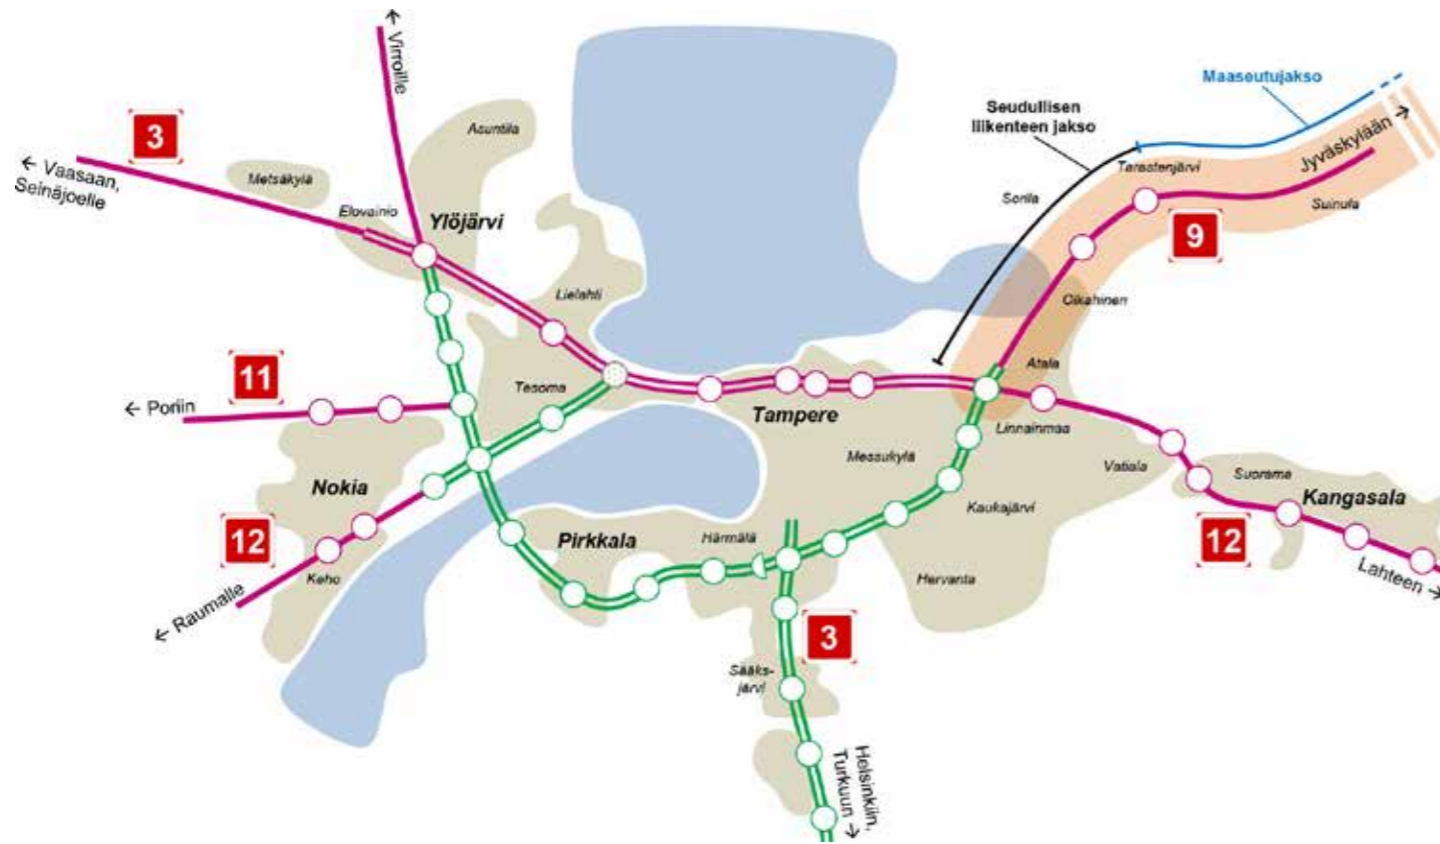 ← Virroille
Maaseutujakso
3
Seudullisen
liikenteen jakso
Asuntila
Jyväskylään →
← Vaasaan,
Seinäjoelle
Metsäkylä
Tarastenjärvi
Elovainio
Ylöjärvi
Sorila
Suinula
9
Lielahti
Olkahinen
11
Atala
Tesoma
← Poriin
Tampere
Linnainmaa
Messukylä
Vatiala
Suorama
Nokia
Kangasala
Kaukajärvi
12
Pirkkala
Härmälä
12
Keho
Hervanta
Lahteen →
← Raumalle
3
Sääks-
järvi
Helsinkiin,
Turkuun →